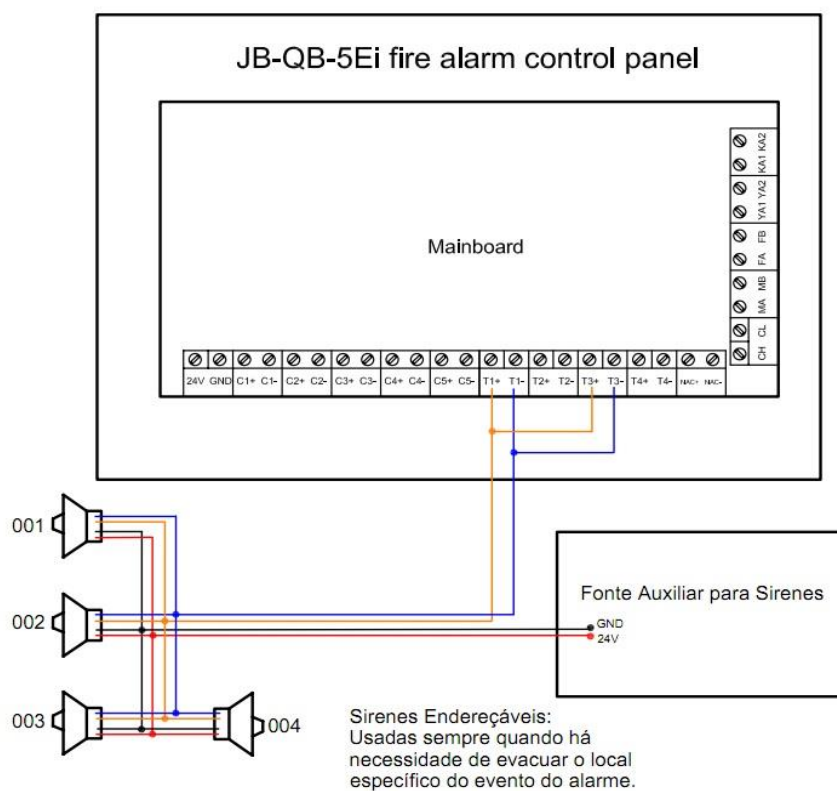 JB-QB-5Ei fire alarm control panel
KA1 KA2
YA1 YA2
FA FB
MA MB
CH CL
Mainboard
24V GND C1+ C1- C2+ C2- C3+ C3- C4+ C4- C5+ C5- T1+ T1- T2+ T2- T3+ T3- T4+ T4- NAC+ NAC-
001
002
003
004
Fonte Auxiliar para Sirenes
GND
24V
Sirenes Endereçáveis:
Usadas sempre quando há
necessidade de evacuar o local
específico do evento do alarme.